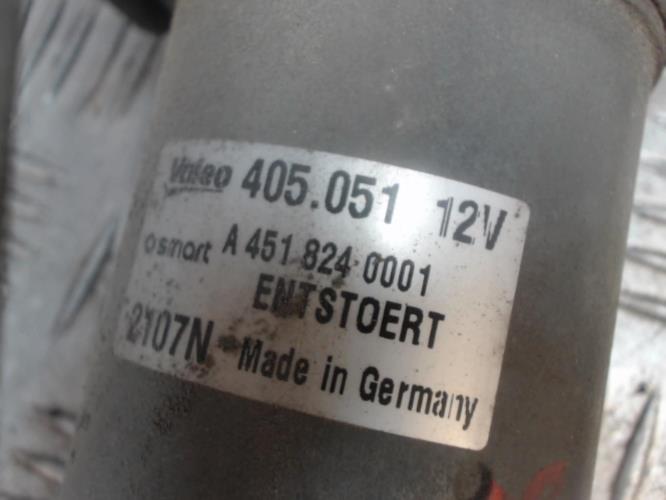 Valeo 405.051 12V
smart A 451 824 0001
ENTSTOERT
2107N Made in Germany